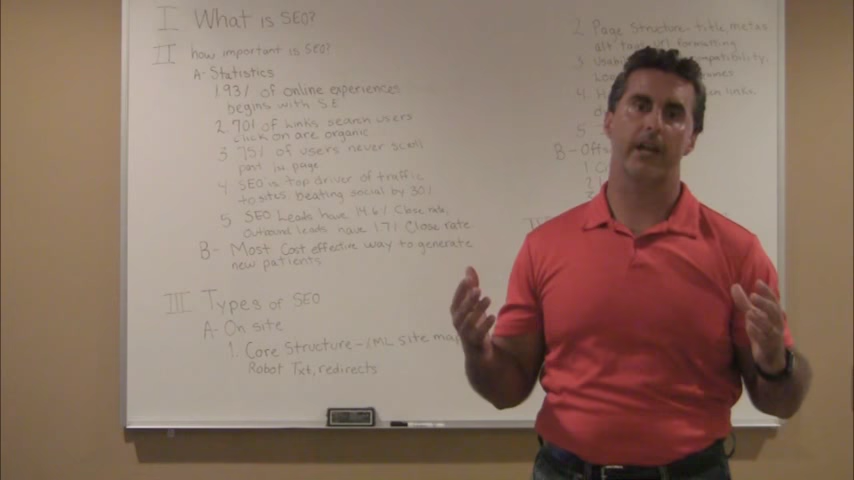 I What is SEO?
II how important is SEO?
A- Statistics
1. 93% of online experiences
begins with SE
2. 70% of links search users
click on are organic
3 75% of users never scroll
past 1st page
4 SEO is top driver of traffic
to sites, beating social by 30%
5 SEO Leads have 14.6% Close rate,
Outbound leads have 1.7% Close rate
B- Most Cost effective way to generate
new patients
III Types of SEO
A- On site
1. Core Structure - XML site map
Robot Txt, redirects
2. Page Structure - title, metas
alt formatting
3.
4
links
5
B- Offs
1
2